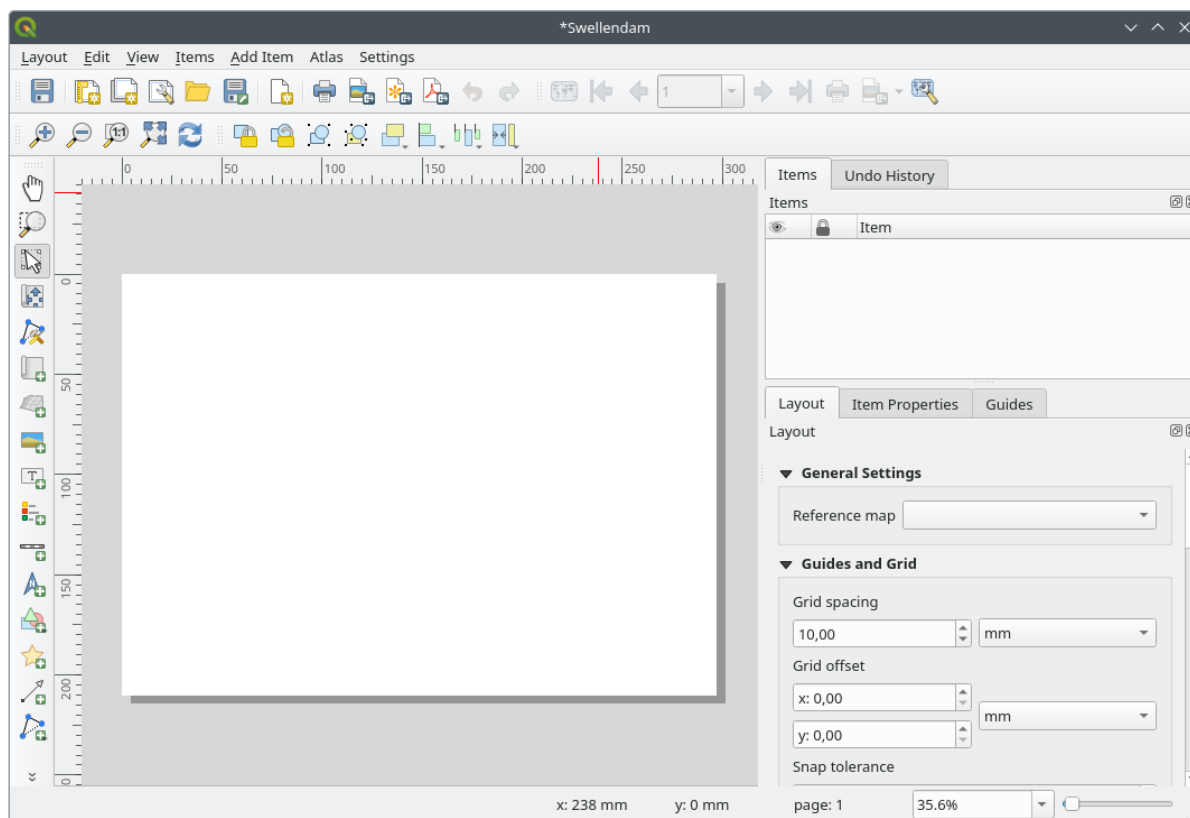 *Swellendam
Layout Edit View Items Add Item Atlas Settings
1
1:1
0 50 100 150 200 250 300
Items Undo History
Items
Item
0
50
100
150
200
0
T
Layout Item Properties Guides
Layout
General Settings
Reference map
Guides and Grid
Grid spacing
10,00 mm
Grid offset
x: 0,00
mm
y: 0,00
Snap tolerance
x: 238 mm y: 0 mm page: 1 35.6%